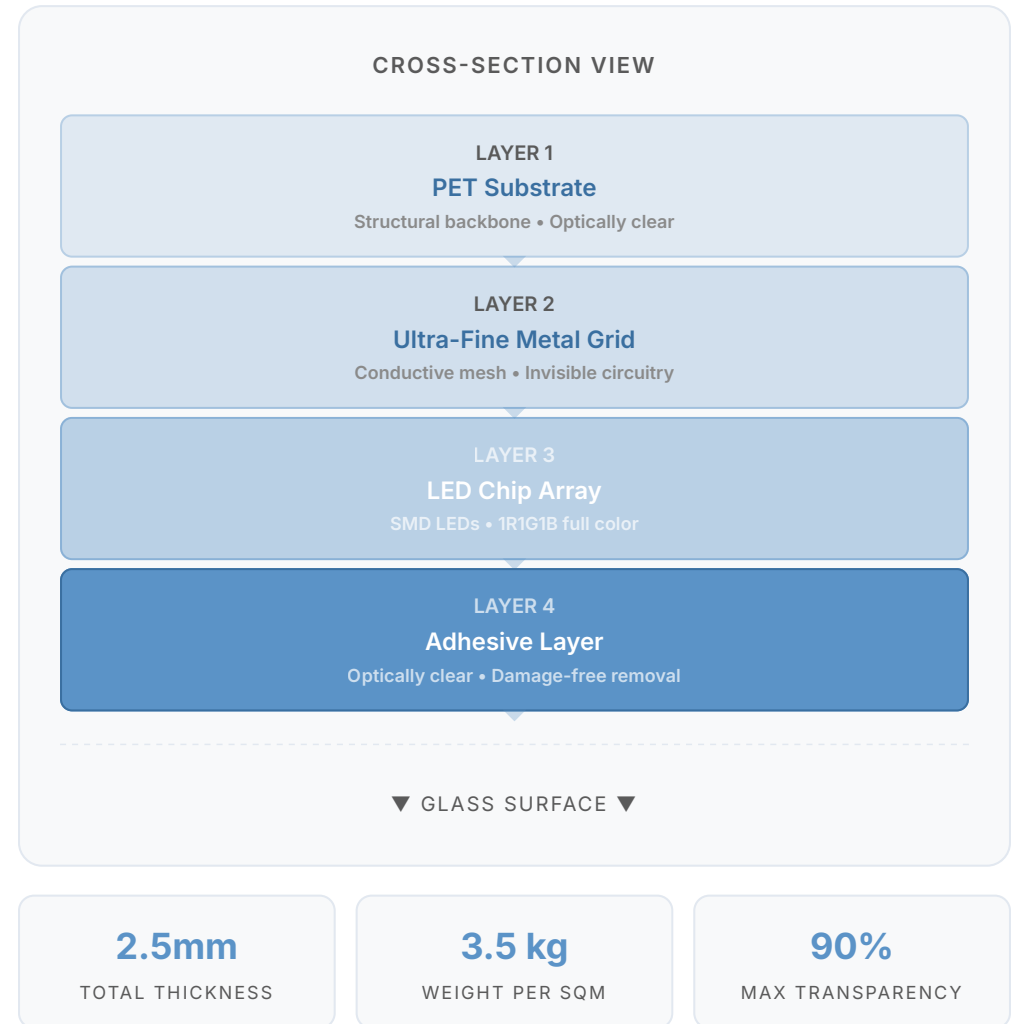 CROSS-SECTION VIEW
LAYER 1
PET Substrate
Structural backbone • Optically clear
LAYER 2
Ultra-Fine Metal Grid
Conductive mesh • Invisible circuitry
LAYER 3
LED Chip Array
SMD LEDs • 1R1G1B full color
LAYER 4
Adhesive Layer
Optically clear • Damage-free removal
▼ GLASS SURFACE ▼
2.5mm
TOTAL THICKNESS
3.5 kg
WEIGHT PER SQM
90%
MAX TRANSPARENCY